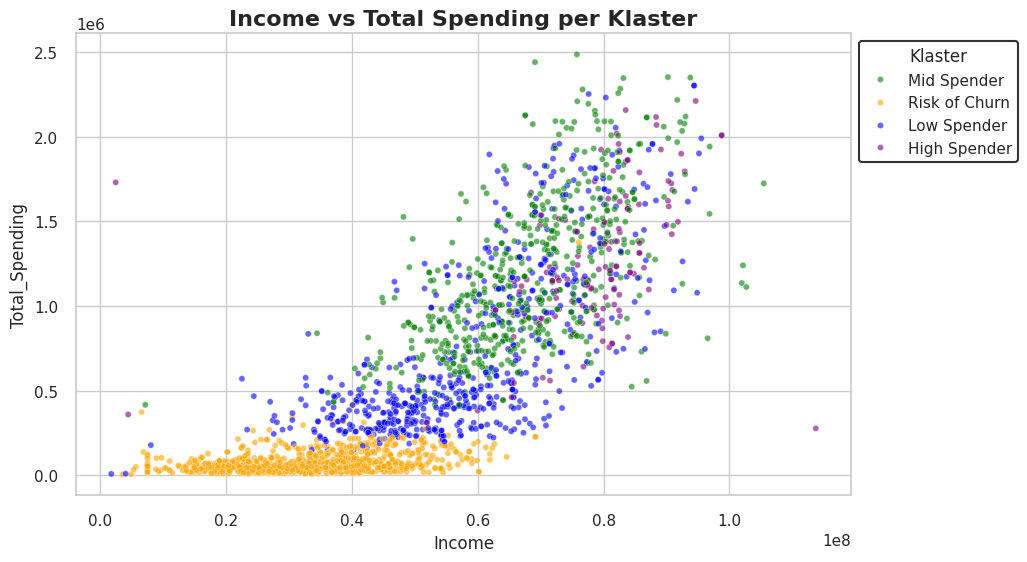 Income vs Total Spending per Klaster
1e6
2.5
2.0
1.5
1.0
0.5
0.0
Total_Spending
0.0 0.2 0.4 0.6 0.8 1.0
1e8
Income
Klaster
Mid Spender
Risk of Churn
Low Spender
High Spender